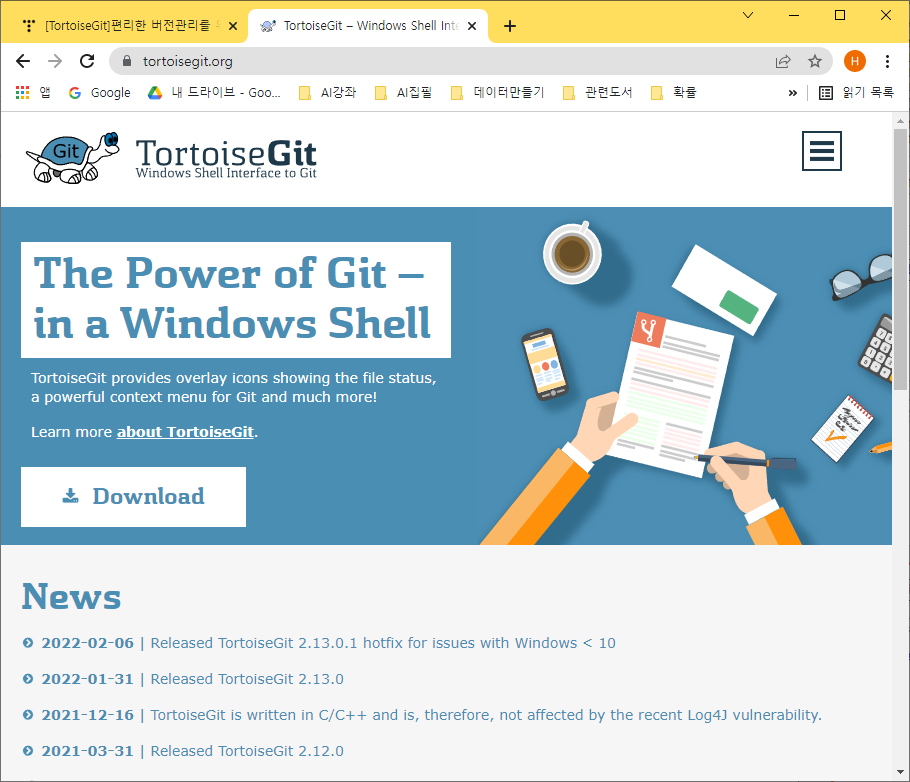 [TortoiseGit]편리한 버전관리를
TortoiseGit – Windows Shell Inte
tortoisegit.org
H
앱
Google
내 드라이브 - Goo...
AI강좌
AI집필
데이터만들기
관련도서
확률
»
읽기 목록
Git
TortoiseGit
Windows Shell Interface to Git
The Power of Git –
in a Windows Shell
TortoiseGit provides overlay icons showing the file status,
a powerful context menu for Git and much more!
Learn more about TortoiseGit.
Download
News
2022-02-06 | Released TortoiseGit 2.13.0.1 hotfix for issues with Windows < 10
2022-01-31 | Released TortoiseGit 2.13.0
2021-12-16 | TortoiseGit is written in C/C++ and is, therefore, not affected by the recent Log4J vulnerability.
2021-03-31 | Released TortoiseGit 2.12.0